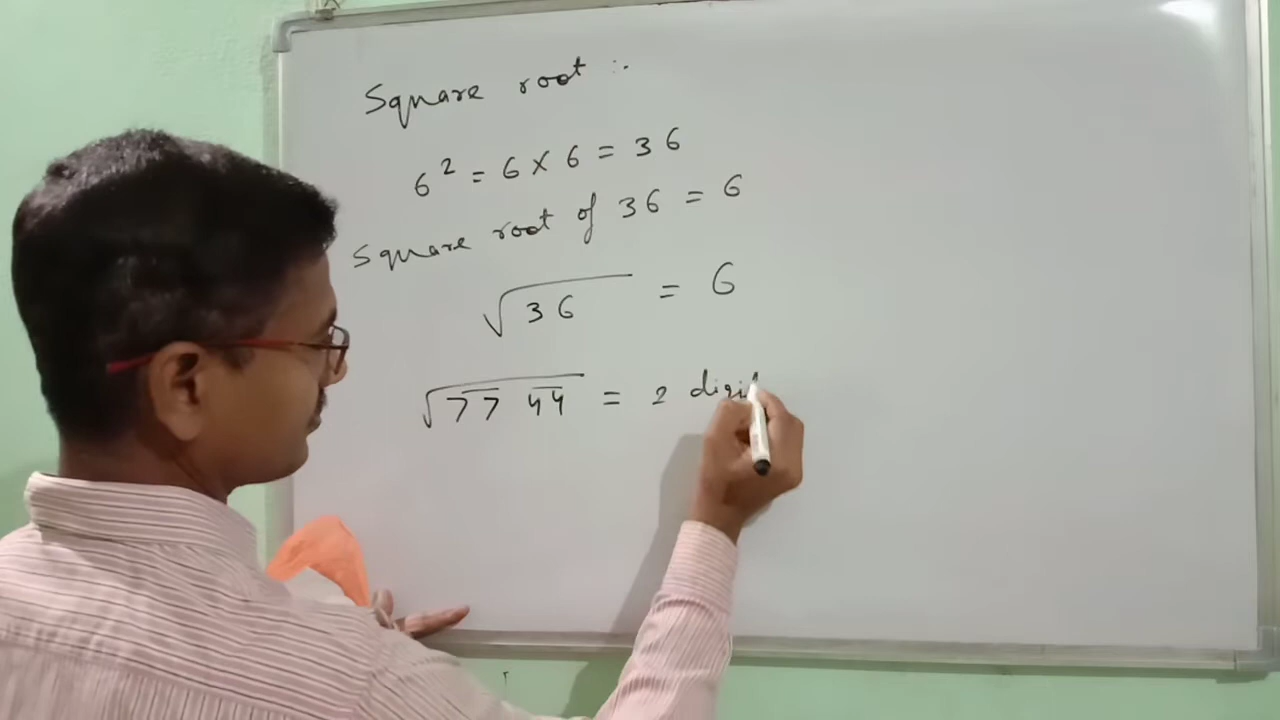 Square root :-
6² = 6 × 6 = 36
Square root of 36 = 6
√36 = 6
√77 44 = 2 digit